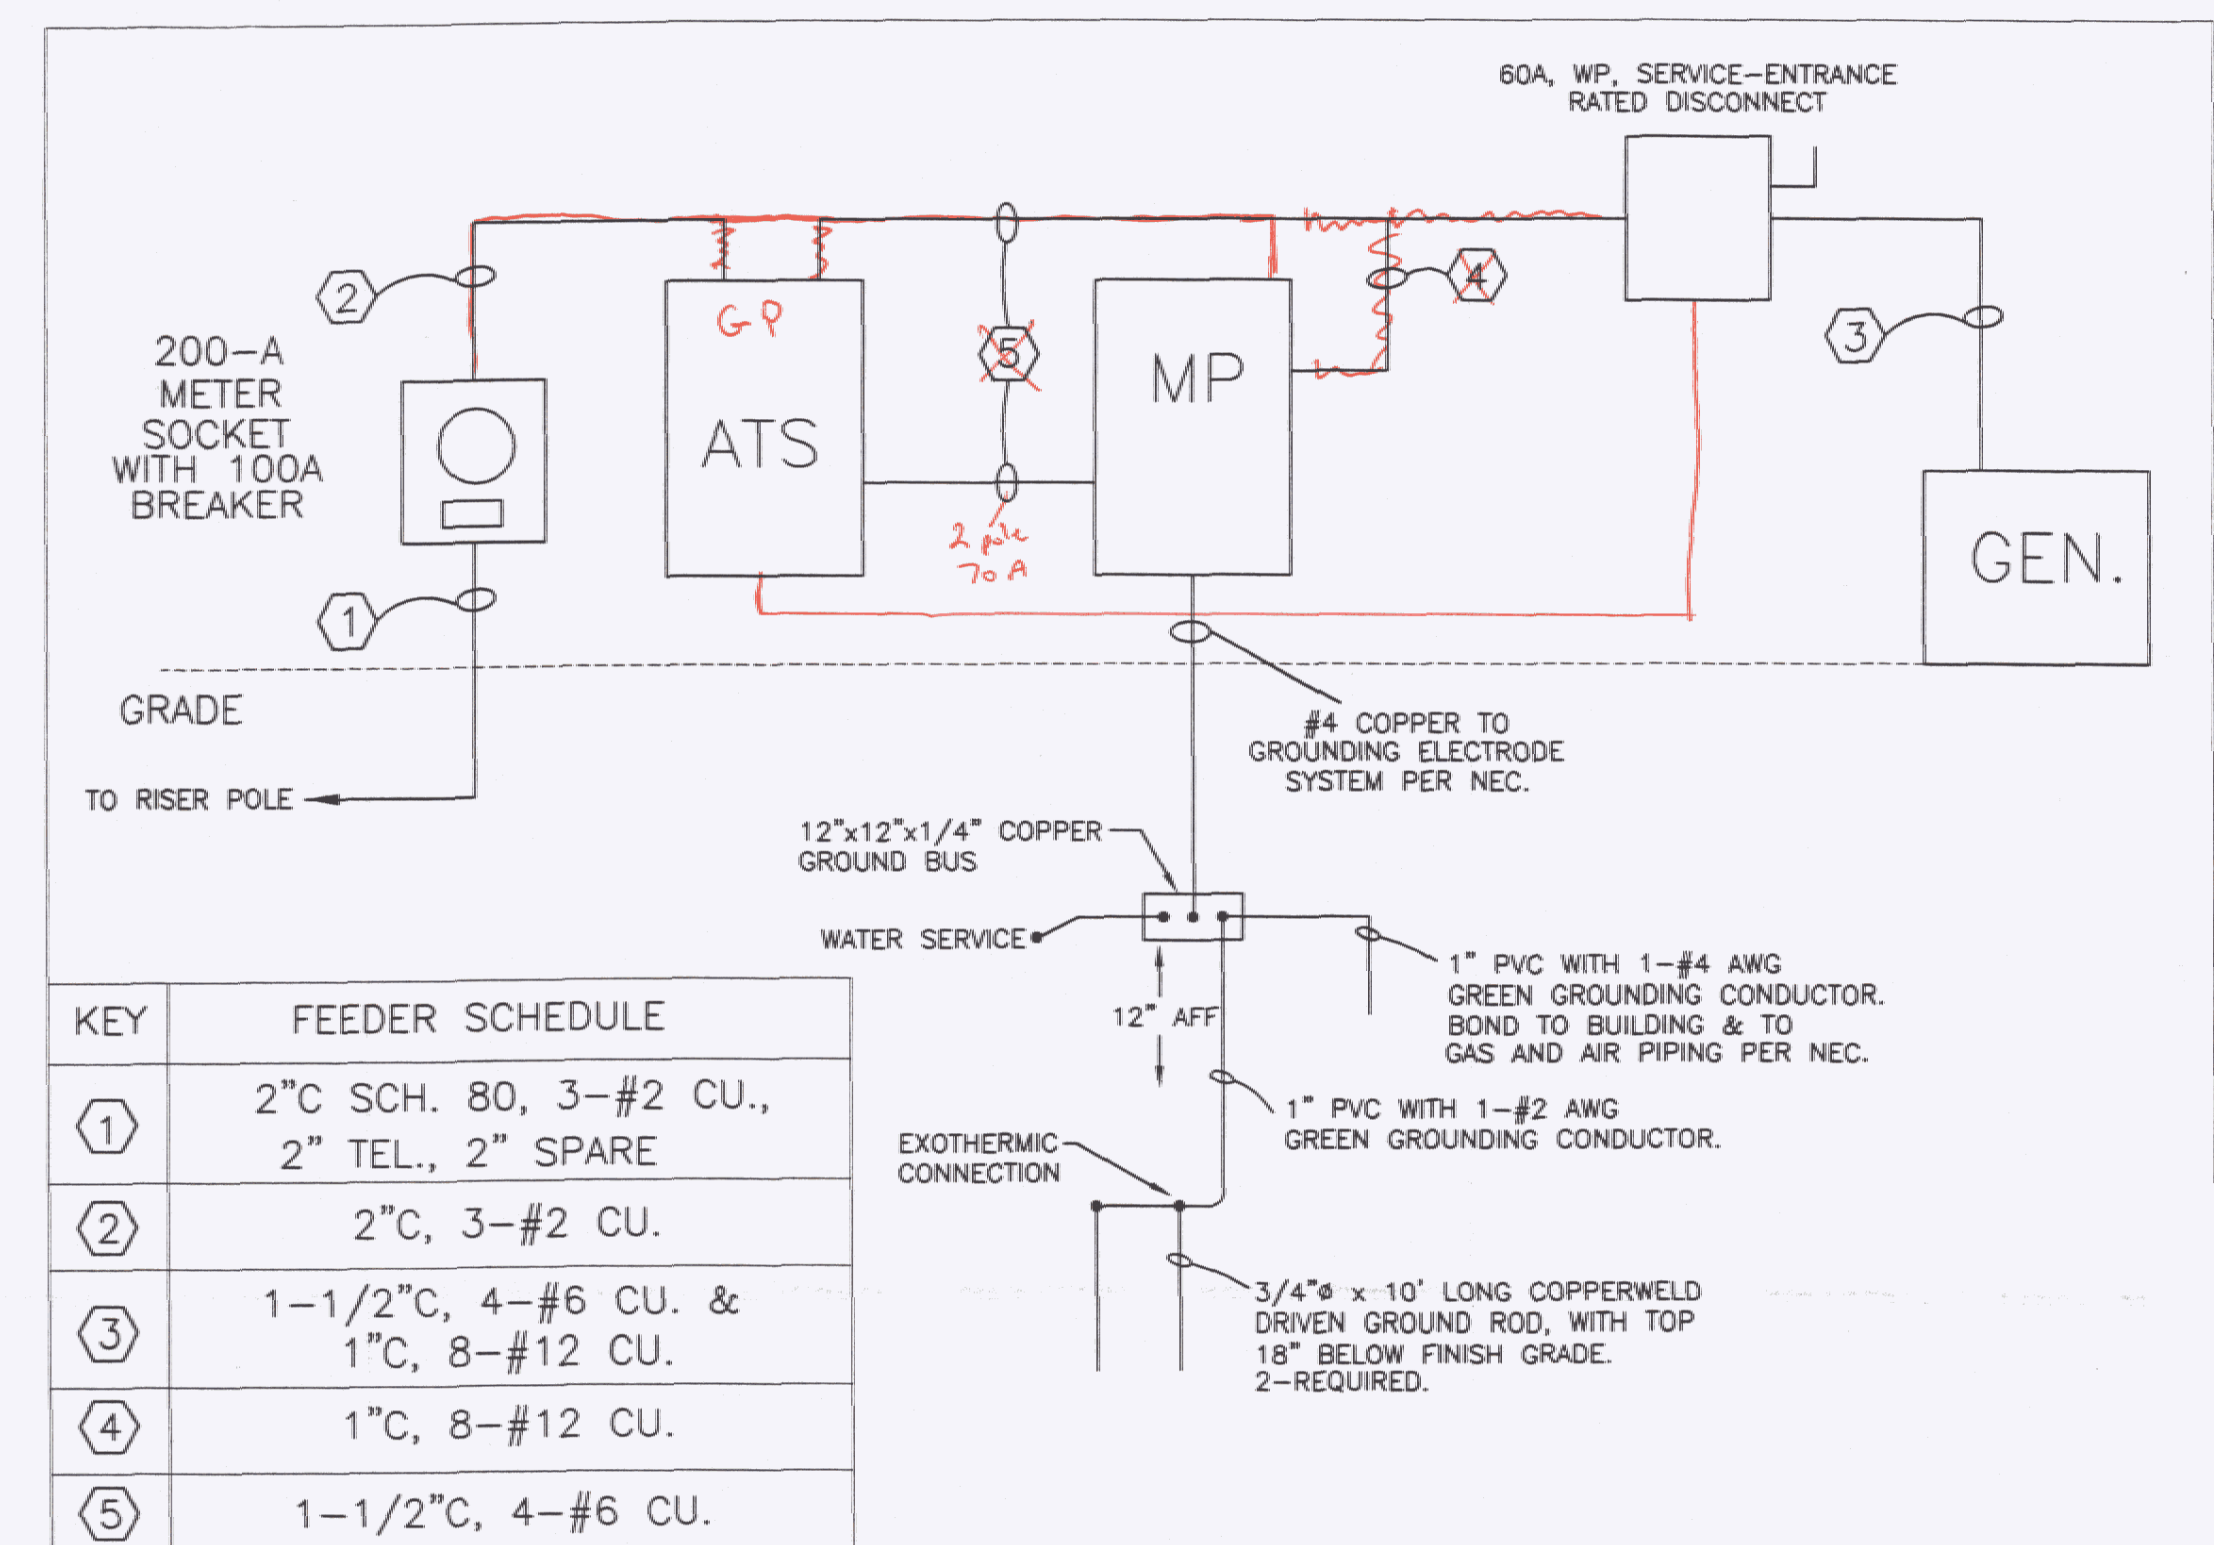 60A, WP, SERVICE-ENTRANCE
RATED DISCONNECT
2
200-A
METER
SOCKET
WITH 100A
BREAKER
1
GP
ATS
5
2 pole
70 A
MP
4
3
GEN.
GRADE
TO RISER POLE
#4 COPPER TO
GROUNDING ELECTRODE
SYSTEM PER NEC.
12"x12"x1/4" COPPER
GROUND BUS
WATER SERVICE
12" AFF
1" PVC WITH 1-#4 AWG
GREEN GROUNDING CONDUCTOR.
BOND TO BUILDING & TO
GAS AND AIR PIPING PER NEC.
1" PVC WITH 1-#2 AWG
GREEN GROUNDING CONDUCTOR.
EXOTHERMIC
CONNECTION
3/4"ø x 10' LONG COPPERWELD
DRIVEN GROUND ROD, WITH TOP
18" BELOW FINISH GRADE.
2-REQUIRED.
KEY FEEDER SCHEDULE
1 2"C SCH. 80, 3-#2 CU.,
2" TEL., 2" SPARE
2 2"C, 3-#2 CU.
3 1-1/2"C, 4-#6 CU. &
1"C, 8-#12 CU.
4 1"C, 8-#12 CU.
5 1-1/2"C, 4-#6 CU.